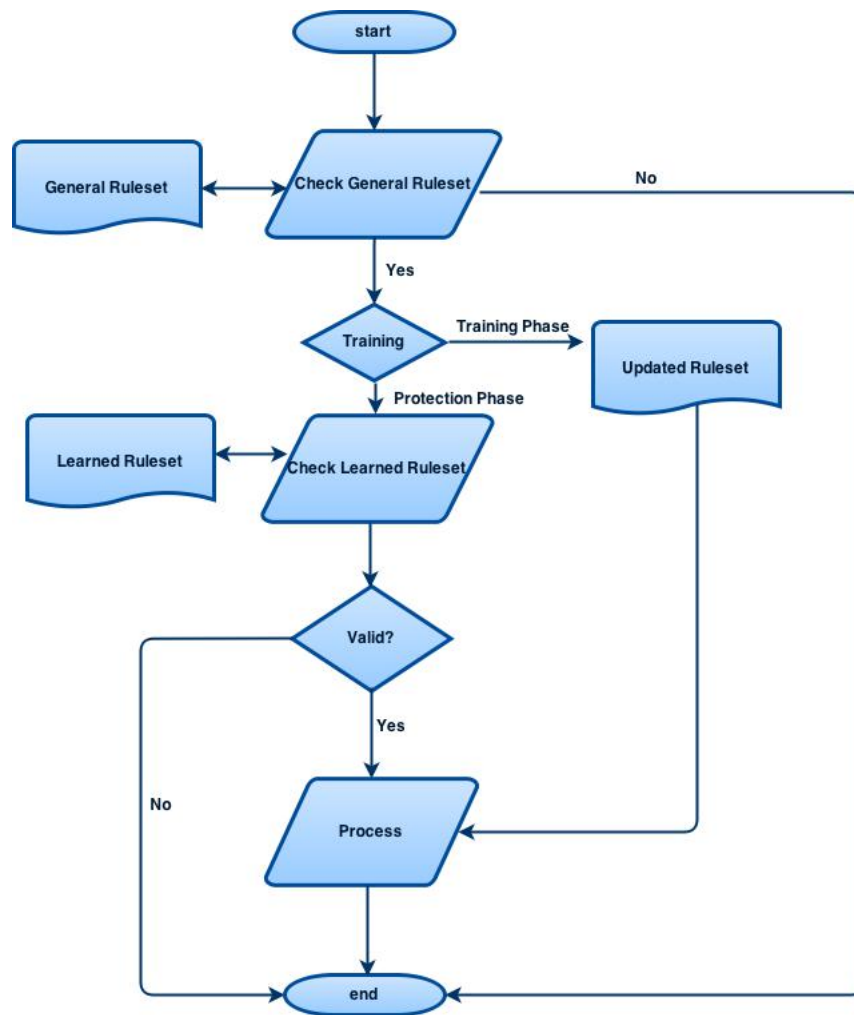 start
General Ruleset
Check General Ruleset
No
Yes
Training
Training Phase
Updated Ruleset
Protection Phase
Learned Ruleset
Check Learned Ruleset
Valid?
Yes
No
Process
end